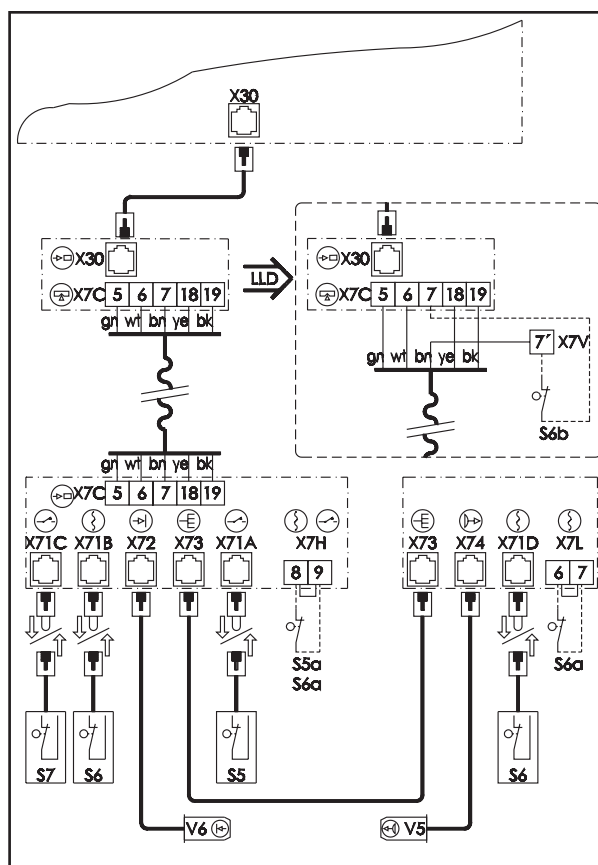 X30
X30
X7C 5 6 7 18 19
gn wt bn ye bk
LLD
X30
X7C 5 6 7 18 19
gn wt bn ye bk
7´ X7V
S6b
gn wt bn ye bk
X7C 5 6 7 18 19
X71C X71B X72 X73 X71A X7H
8 9
S5a
S6a
X73 X74 X71D X7L
6 7
S6a
S7 S6 S5 S6
V6 V5